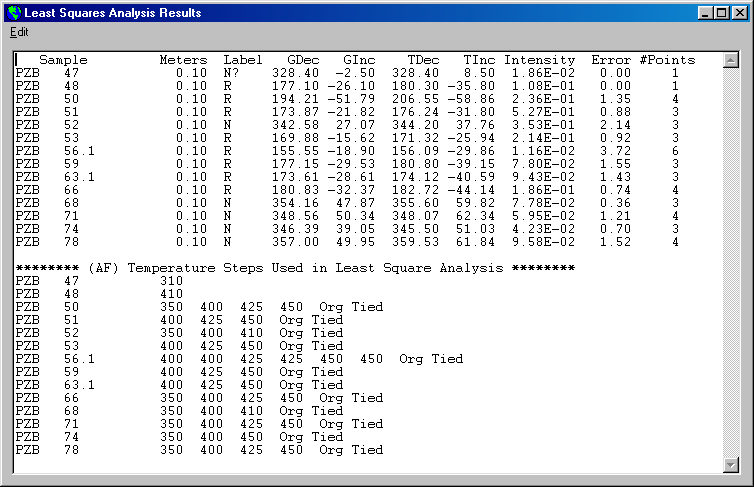 Least Squares Analysis Results
Edit
Sample Meters Label GDec GInc TDec TInc Intensity Error #Points
PZB 47 0.10 N? 328.40 -2.50 328.40 8.50 1.86E-02 0.00 1
PZB 48 0.10 R 177.10 -26.10 180.30 -35.80 1.08E-01 0.00 1
PZB 50 0.10 R 194.21 -51.79 206.55 -58.86 2.36E-01 1.35 4
PZB 51 0.10 R 173.87 -21.82 176.24 -31.80 5.27E-01 0.88 3
PZB 52 0.10 N 342.58 27.07 344.20 37.76 3.53E-01 2.14 3
PZB 53 0.10 R 169.88 -15.62 171.32 -25.94 2.14E-01 0.92 3
PZB 56.1 0.10 R 155.55 -18.90 156.09 -29.86 1.16E-02 3.72 6
PZB 59 0.10 R 177.15 -29.53 180.80 -39.15 7.80E-02 1.55 3
PZB 63.1 0.10 R 173.61 -28.61 174.12 -40.59 9.43E-02 1.43 3
PZB 66 0.10 R 180.83 -32.37 182.72 -44.14 1.86E-01 0.74 4
PZB 68 0.10 N 354.16 47.87 355.60 59.82 7.78E-02 0.36 3
PZB 71 0.10 N 348.56 50.34 348.07 62.34 5.95E-02 1.21 4
PZB 74 0.10 N 346.39 39.05 345.50 51.03 4.23E-02 0.70 3
PZB 78 0.10 N 357.00 49.95 359.53 61.84 9.58E-02 1.52 4
******** (AF) Temperature Steps Used in Least Square Analysis ********
PZB 47 310
PZB 48 410
PZB 50 350 400 425 450 Org Tied
PZB 51 400 425 450 Org Tied
PZB 52 350 400 410 Org Tied
PZB 53 400 425 450 Org Tied
PZB 56.1 400 400 425 425 450 450 Org Tied
PZB 59 400 425 450 Org Tied
PZB 63.1 400 425 450 Org Tied
PZB 66 350 400 425 450 Org Tied
PZB 68 350 400 410 Org Tied
PZB 71 350 400 425 450 Org Tied
PZB 74 350 400 450 Org Tied
PZB 78 350 400 425 450 Org Tied